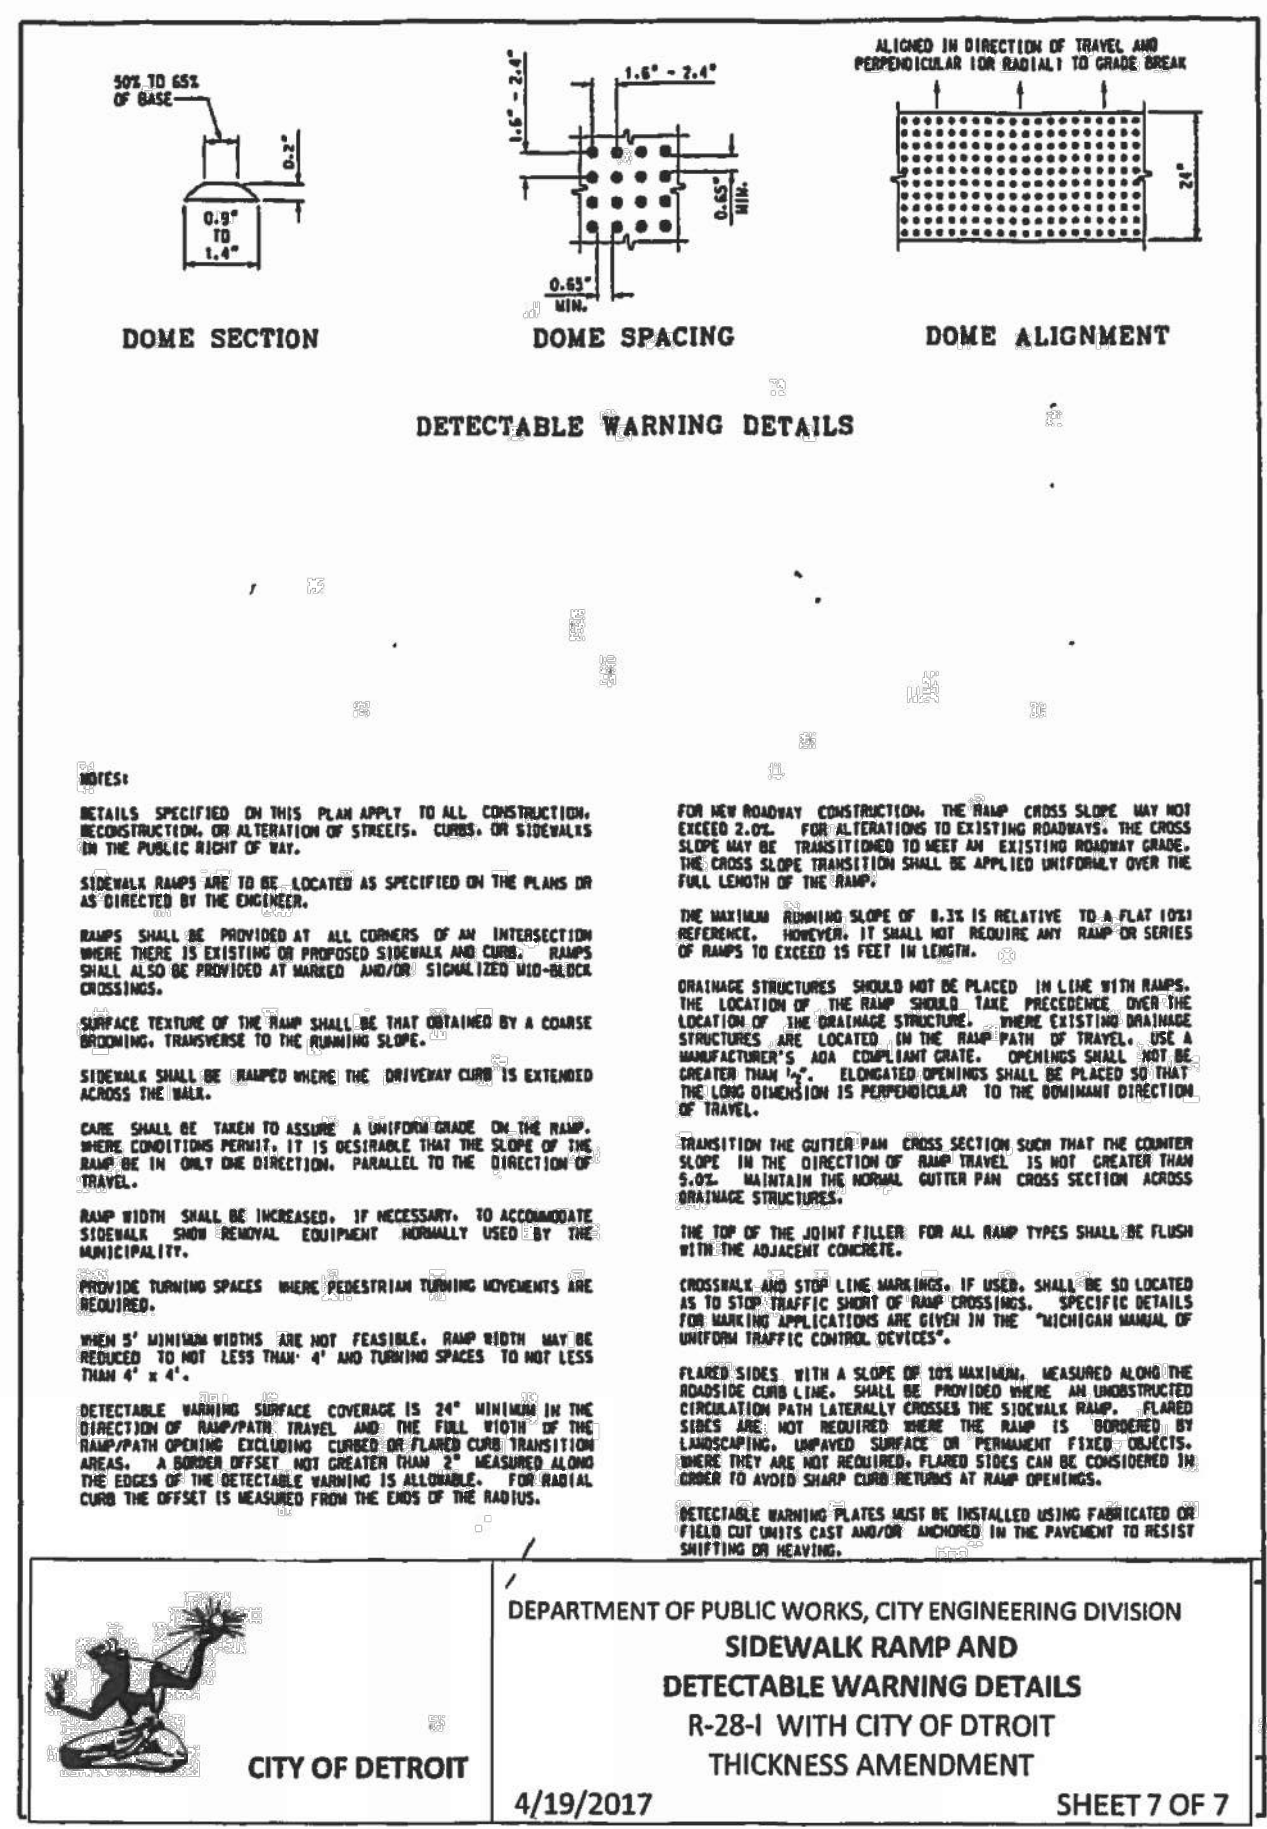 50% TO 65%
OF BASE
0.2"
0.9"
TO
1.4"
DOME SECTION
1.6" - 2.4"
1.6" - 2.4"
0.65"
MIN.
0.65"
MIN.
DOME SPACING
ALIGNED IN DIRECTION OF TRAVEL AND
PERPENDICULAR (OR RADIAL) TO GRADE BREAK
24"
DOME ALIGNMENT
DETECTABLE WARNING DETAILS
NOTES:
DETAILS SPECIFIED ON THIS PLAN APPLY TO ALL CONSTRUCTION,
RECONSTRUCTION, OR ALTERATION OF STREETS, CURBS, OR SIDEWALKS
IN THE PUBLIC RIGHT OF WAY.
SIDEWALK RAMPS ARE TO BE LOCATED AS SPECIFIED ON THE PLANS OR
AS DIRECTED BY THE ENGINEER.
RAMPS SHALL BE PROVIDED AT ALL CORNERS OF AN INTERSECTION
WHERE THERE IS EXISTING OR PROPOSED SIDEWALK AND CURB. RAMPS
SHALL ALSO BE PROVIDED AT MARKED AND/OR SIGNALIZED MID-BLOCK
CROSSINGS.
SURFACE TEXTURE OF THE RAMP SHALL BE THAT OBTAINED BY A COARSE
BROOMING, TRANSVERSE TO THE RUNNING SLOPE.
SIDEWALK SHALL BE RAMPED WHERE THE DRIVEWAY CURB IS EXTENDED
ACROSS THE WALK.
CARE SHALL BE TAKEN TO ASSURE A UNIFORM GRADE ON THE RAMP.
WHERE CONDITIONS PERMIT, IT IS DESIRABLE THAT THE SLOPE OF THE
RAMP BE IN ONLY ONE DIRECTION, PARALLEL TO THE DIRECTION OF
TRAVEL.
RAMP WIDTH SHALL BE INCREASED, IF NECESSARY, TO ACCOMMODATE
SIDEWALK SNOW REMOVAL EQUIPMENT NORMALLY USED BY THE
MUNICIPALITY.
PROVIDE TURNING SPACES WHERE PEDESTRIAN TURNING MOVEMENTS ARE
REQUIRED.
WHEN 5' MINIMUM WIDTHS ARE NOT FEASIBLE, RAMP WIDTH MAY BE
REDUCED TO NOT LESS THAN 4' AND TURNING SPACES TO NOT LESS
THAN 4' x 4'.
DETECTABLE WARNING SURFACE COVERAGE IS 24" MINIMUM IN THE
DIRECTION OF RAMP/PATH TRAVEL AND THE FULL WIDTH OF THE
RAMP/PATH OPENING EXCLUDING CURBED OR FLARED CURB TRANSITION
AREAS. A BORDER OFFSET NOT GREATER THAN 2" MEASURED ALONG
THE EDGES OF THE DETECTABLE WARNING IS ALLOWABLE. FOR RADIAL
CURB THE OFFSET IS MEASURED FROM THE ENDS OF THE RADIUS.
FOR NEW ROADWAY CONSTRUCTION, THE RAMP CROSS SLOPE MAY NOT
EXCEED 2.0%. FOR ALTERATIONS TO EXISTING ROADWAYS, THE CROSS
SLOPE MAY BE TRANSITIONED TO MEET AN EXISTING ROADWAY GRADE.
THE CROSS SLOPE TRANSITION SHALL BE APPLIED UNIFORMLY OVER THE
FULL LENGTH OF THE RAMP.
THE MAXIMUM RUNNING SLOPE OF 8.3% IS RELATIVE TO A FLAT (0%)
REFERENCE. HOWEVER, IT SHALL NOT REQUIRE ANY RAMP OR SERIES
OF RAMPS TO EXCEED 15 FEET IN LENGTH.
DRAINAGE STRUCTURES SHOULD NOT BE PLACED IN LINE WITH RAMPS.
THE LOCATION OF THE RAMP SHOULD TAKE PRECEDENCE OVER THE
LOCATION OF THE DRAINAGE STRUCTURE. WHERE EXISTING DRAINAGE
STRUCTURES ARE LOCATED IN THE RAMP PATH OF TRAVEL, USE A
MANUFACTURER'S ADA COMPLIANT GRATE. OPENINGS SHALL NOT BE
GREATER THAN ELONGATED OPENINGS SHALL BE PLACED SO THAT
THE LONG DIMENSION IS PERPENDICULAR TO THE DOMINANT DIRECTION
OF TRAVEL.
TRANSITION THE GUTTER PAN CROSS SECTION SUCH THAT THE COUNTER
SLOPE IN THE DIRECTION OF RAMP TRAVEL IS NOT GREATER THAN
5.0%. MAINTAIN THE NORMAL GUTTER PAN CROSS SECTION ACROSS
DRAINAGE STRUCTURES.
THE TOP OF THE JOINT FILLER FOR ALL RAMP TYPES SHALL BE FLUSH
WITH THE ADJACENT CONCRETE.
CROSSWALK AND STOP LINE MARKINGS, IF USED, SHALL BE SO LOCATED
AS TO STOP TRAFFIC SHORT OF RAMP CROSSINGS. SPECIFIC DETAILS
FOR MARKING APPLICATIONS ARE GIVEN IN THE "MICHIGAN MANUAL OF
UNIFORM TRAFFIC CONTROL DEVICES".
FLARED SIDES, WITH A SLOPE OF 10% MAXIMUM, MEASURED ALONG THE
ROADSIDE CURB LINE, SHALL BE PROVIDED WHERE AN UNOBSTRUCTED
CIRCULATION PATH LATERALLY CROSSES THE SIDEWALK RAMP. FLARED
SIDES ARE NOT REQUIRED WHERE THE RAMP IS BORDERED BY
LANDSCAPING, UNPAVED SURFACE OR PERMANENT FIXED OBJECTS.
WHERE THEY ARE NOT REQUIRED, FLARED SIDES CAN BE CONSIDERED IN
ORDER TO AVOID SHARP CURB RETURNS AT RAMP OPENINGS.
DETECTABLE WARNING PLATES MUST BE INSTALLED USING FABRICATED OR
FIELD CUT UNITS CAST AND/OR ANCHORED IN THE PAVEMENT TO RESIST
SHIFTING OR HEAVING.
CITY OF DETROIT
DEPARTMENT OF PUBLIC WORKS, CITY ENGINEERING DIVISION
SIDEWALK RAMP AND
DETECTABLE WARNING DETAILS
R-28-I WITH CITY OF DTROIT
THICKNESS AMENDMENT
4/19/2017
SHEET 7 OF 7